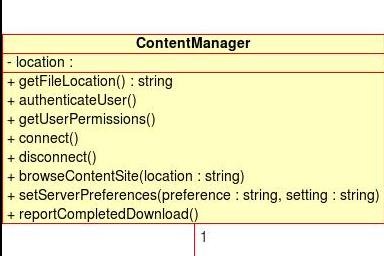 ContentManager
- location :
+ getFileLocation() : string
+ authenticateUser()
+ getUserPermissions()
+ connect()
+ disconnect()
+ browseContentSite(location : string)
+ setServerPreferences(preference : string, setting : string)
+ reportCompletedDownload()
1